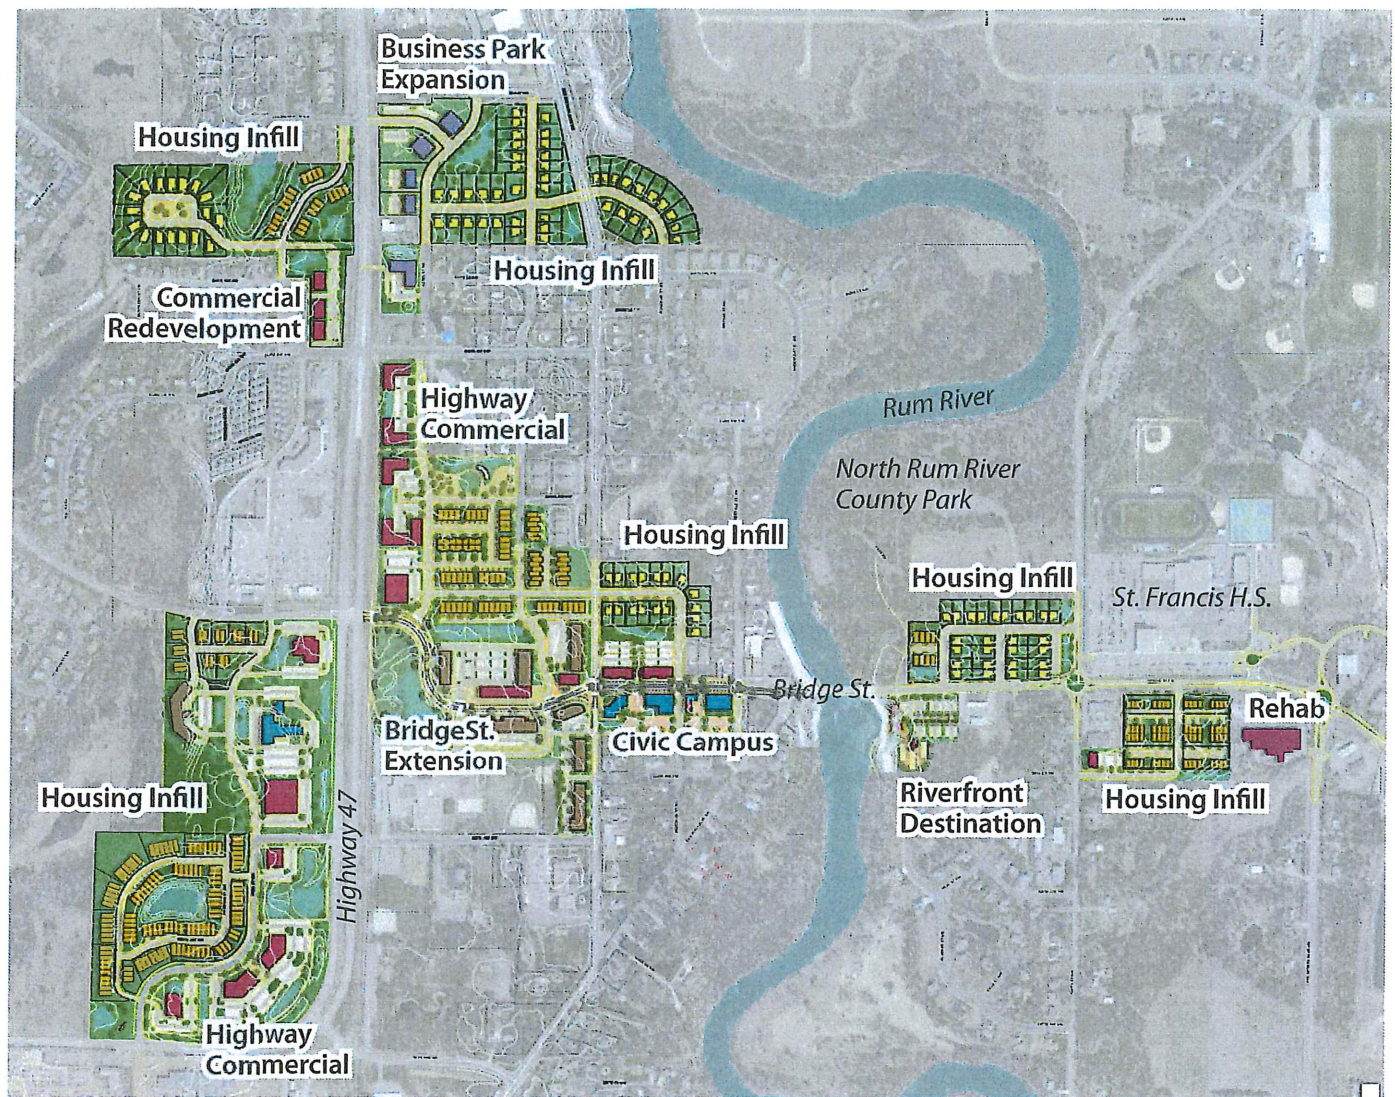 Business Park
Expansion
Housing Infill
Housing Infill
Commercial
Redevelopment
Highway
Commercial
Rum River
North Rum River
County Park
Housing Infill
Housing Infill
St. Francis H.S.
Bridge St.
Rehab
BridgeSt.
Extension
Civic Campus
Housing Infill
Riverfront
Destination
Housing Infill
Highway 47
Highway
Commercial